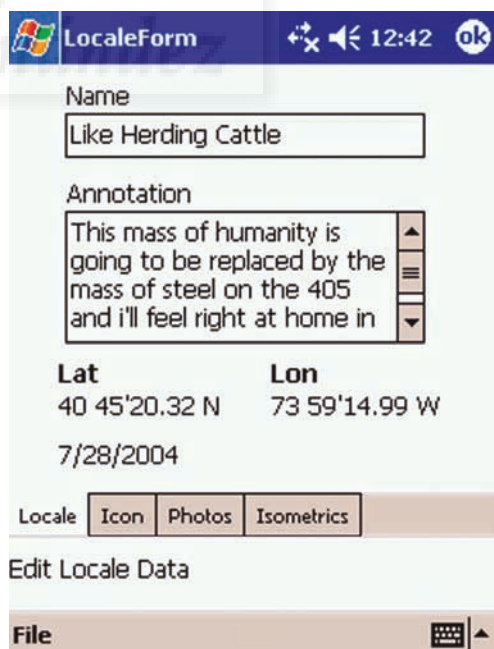 LocaleForm 12:42 ok
Name
Like Herding Cattle
Annotation
This mass of humanity is
going to be replaced by the
mass of steel on the 405
and i'll feel right at home in
Lat Lon
40 45'20.32 N 73 59'14.99 W
7/28/2004
Locale Icon Photos Isometrics
Edit Locale Data
File